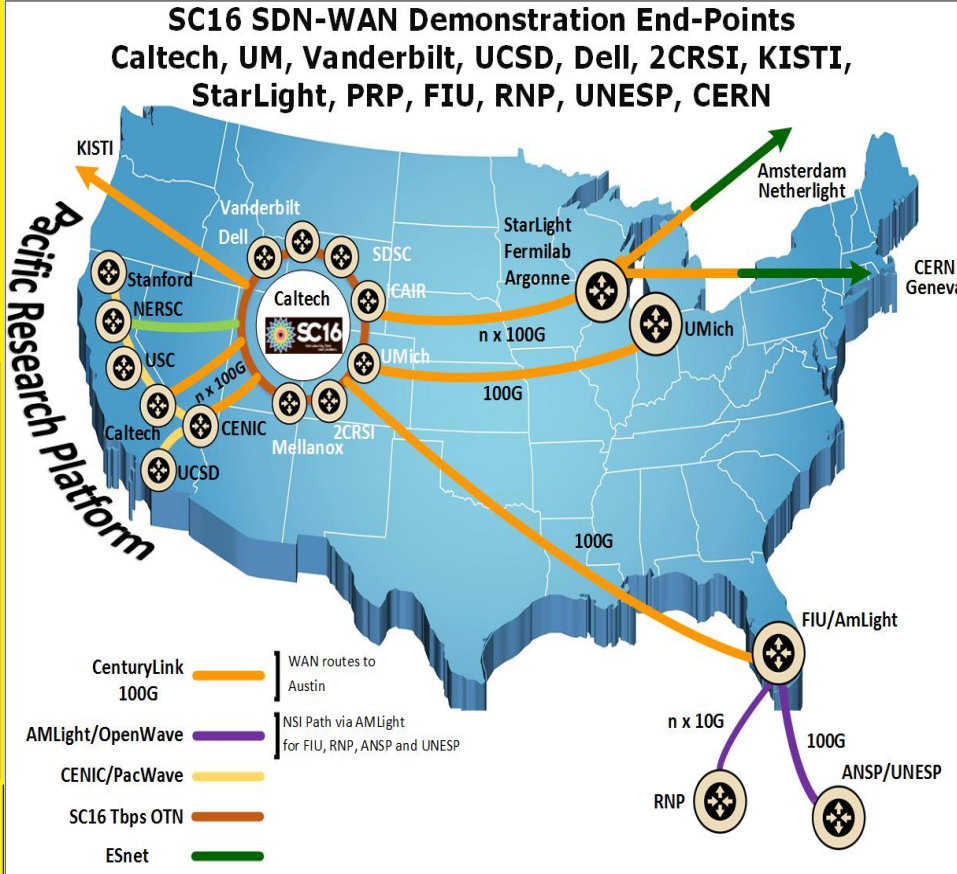 SC16 SDN-WAN Demonstration End-Points
Caltech, UM, Vanderbilt, UCSD, Dell, 2CRSI, KISTI,
StarLight, PRP, FIU, RNP, UNESP, CERN
KISTI
Pacific Research Platform
Vanderbilt
Dell
SDSC
iCAIR
Caltech
SC16
UMich
2CRSI
Mellanox
Stanford
NERSC
USC
Caltech
CENIC
UCSD
n x 100G
StarLight
Fermilab
Argonne
n x 100G
UMich
100G
Amsterdam
Netherlight
CERN
Geneva
100G
FIU/AmLight
n x 10G
100G
RNP
ANSP/UNESP
CenturyLink
100G
WAN routes to
Austin
AMLight/OpenWave
NSI Path via AMLight
for FIU, RNP, ANSP and UNESP
CENIC/PacWave
SC16 Tbps OTN
ESnet